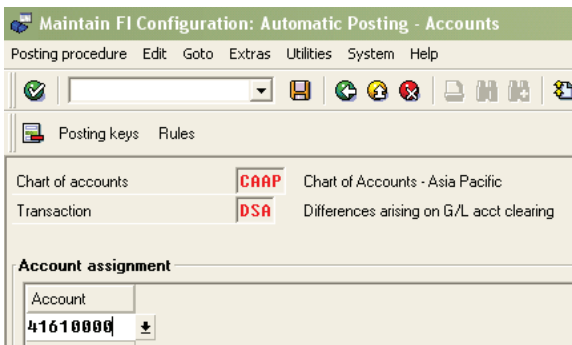 Maintain FI Configuration: Automatic Posting - Accounts
Posting procedure Edit Goto Extras Utilities System Help
Posting keys Rules
Chart of accounts CAAP Chart of Accounts - Asia Pacific
Transaction DSA Differences arising on G/L acct clearing
Account assignment
Account
41610000